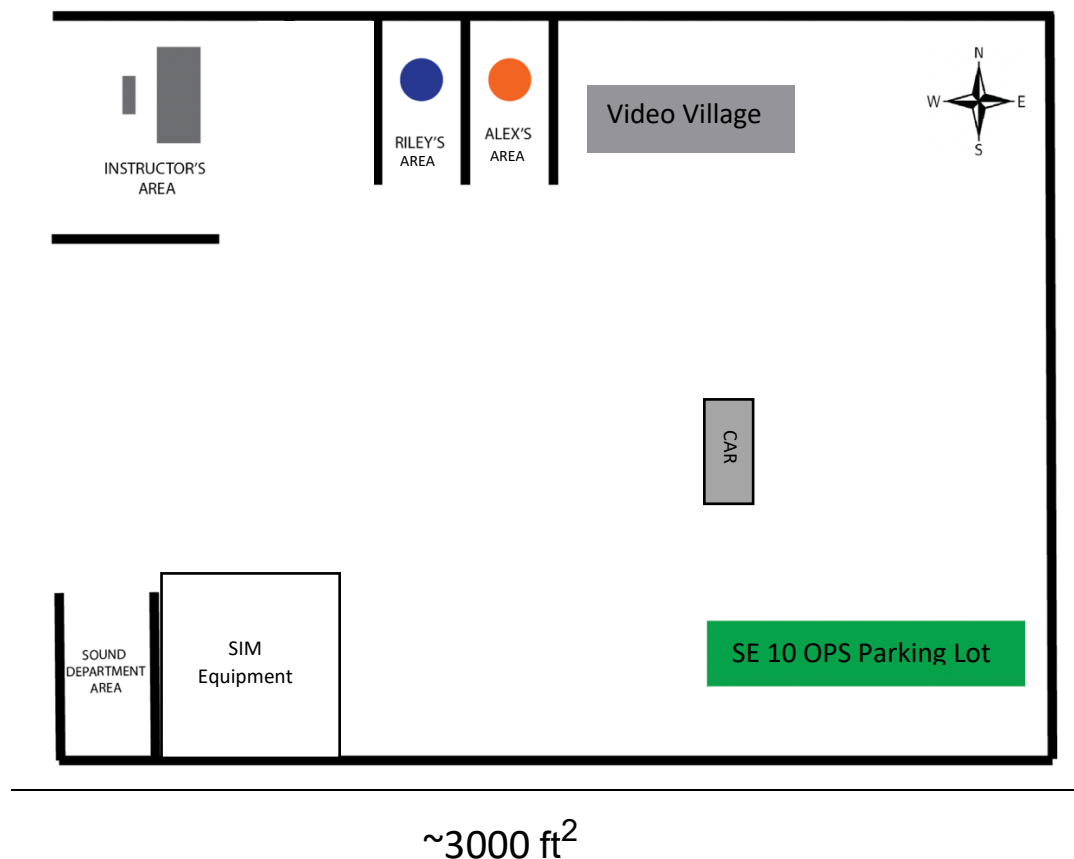 N
W E
S
Video Village
RILEY'S
AREA
ALEX'S
AREA
INSTRUCTOR'S
AREA
CAR
SOUND
DEPARTMENT
AREA
SIM
Equipment
SE 10 OPS Parking Lot
~3000 ft²